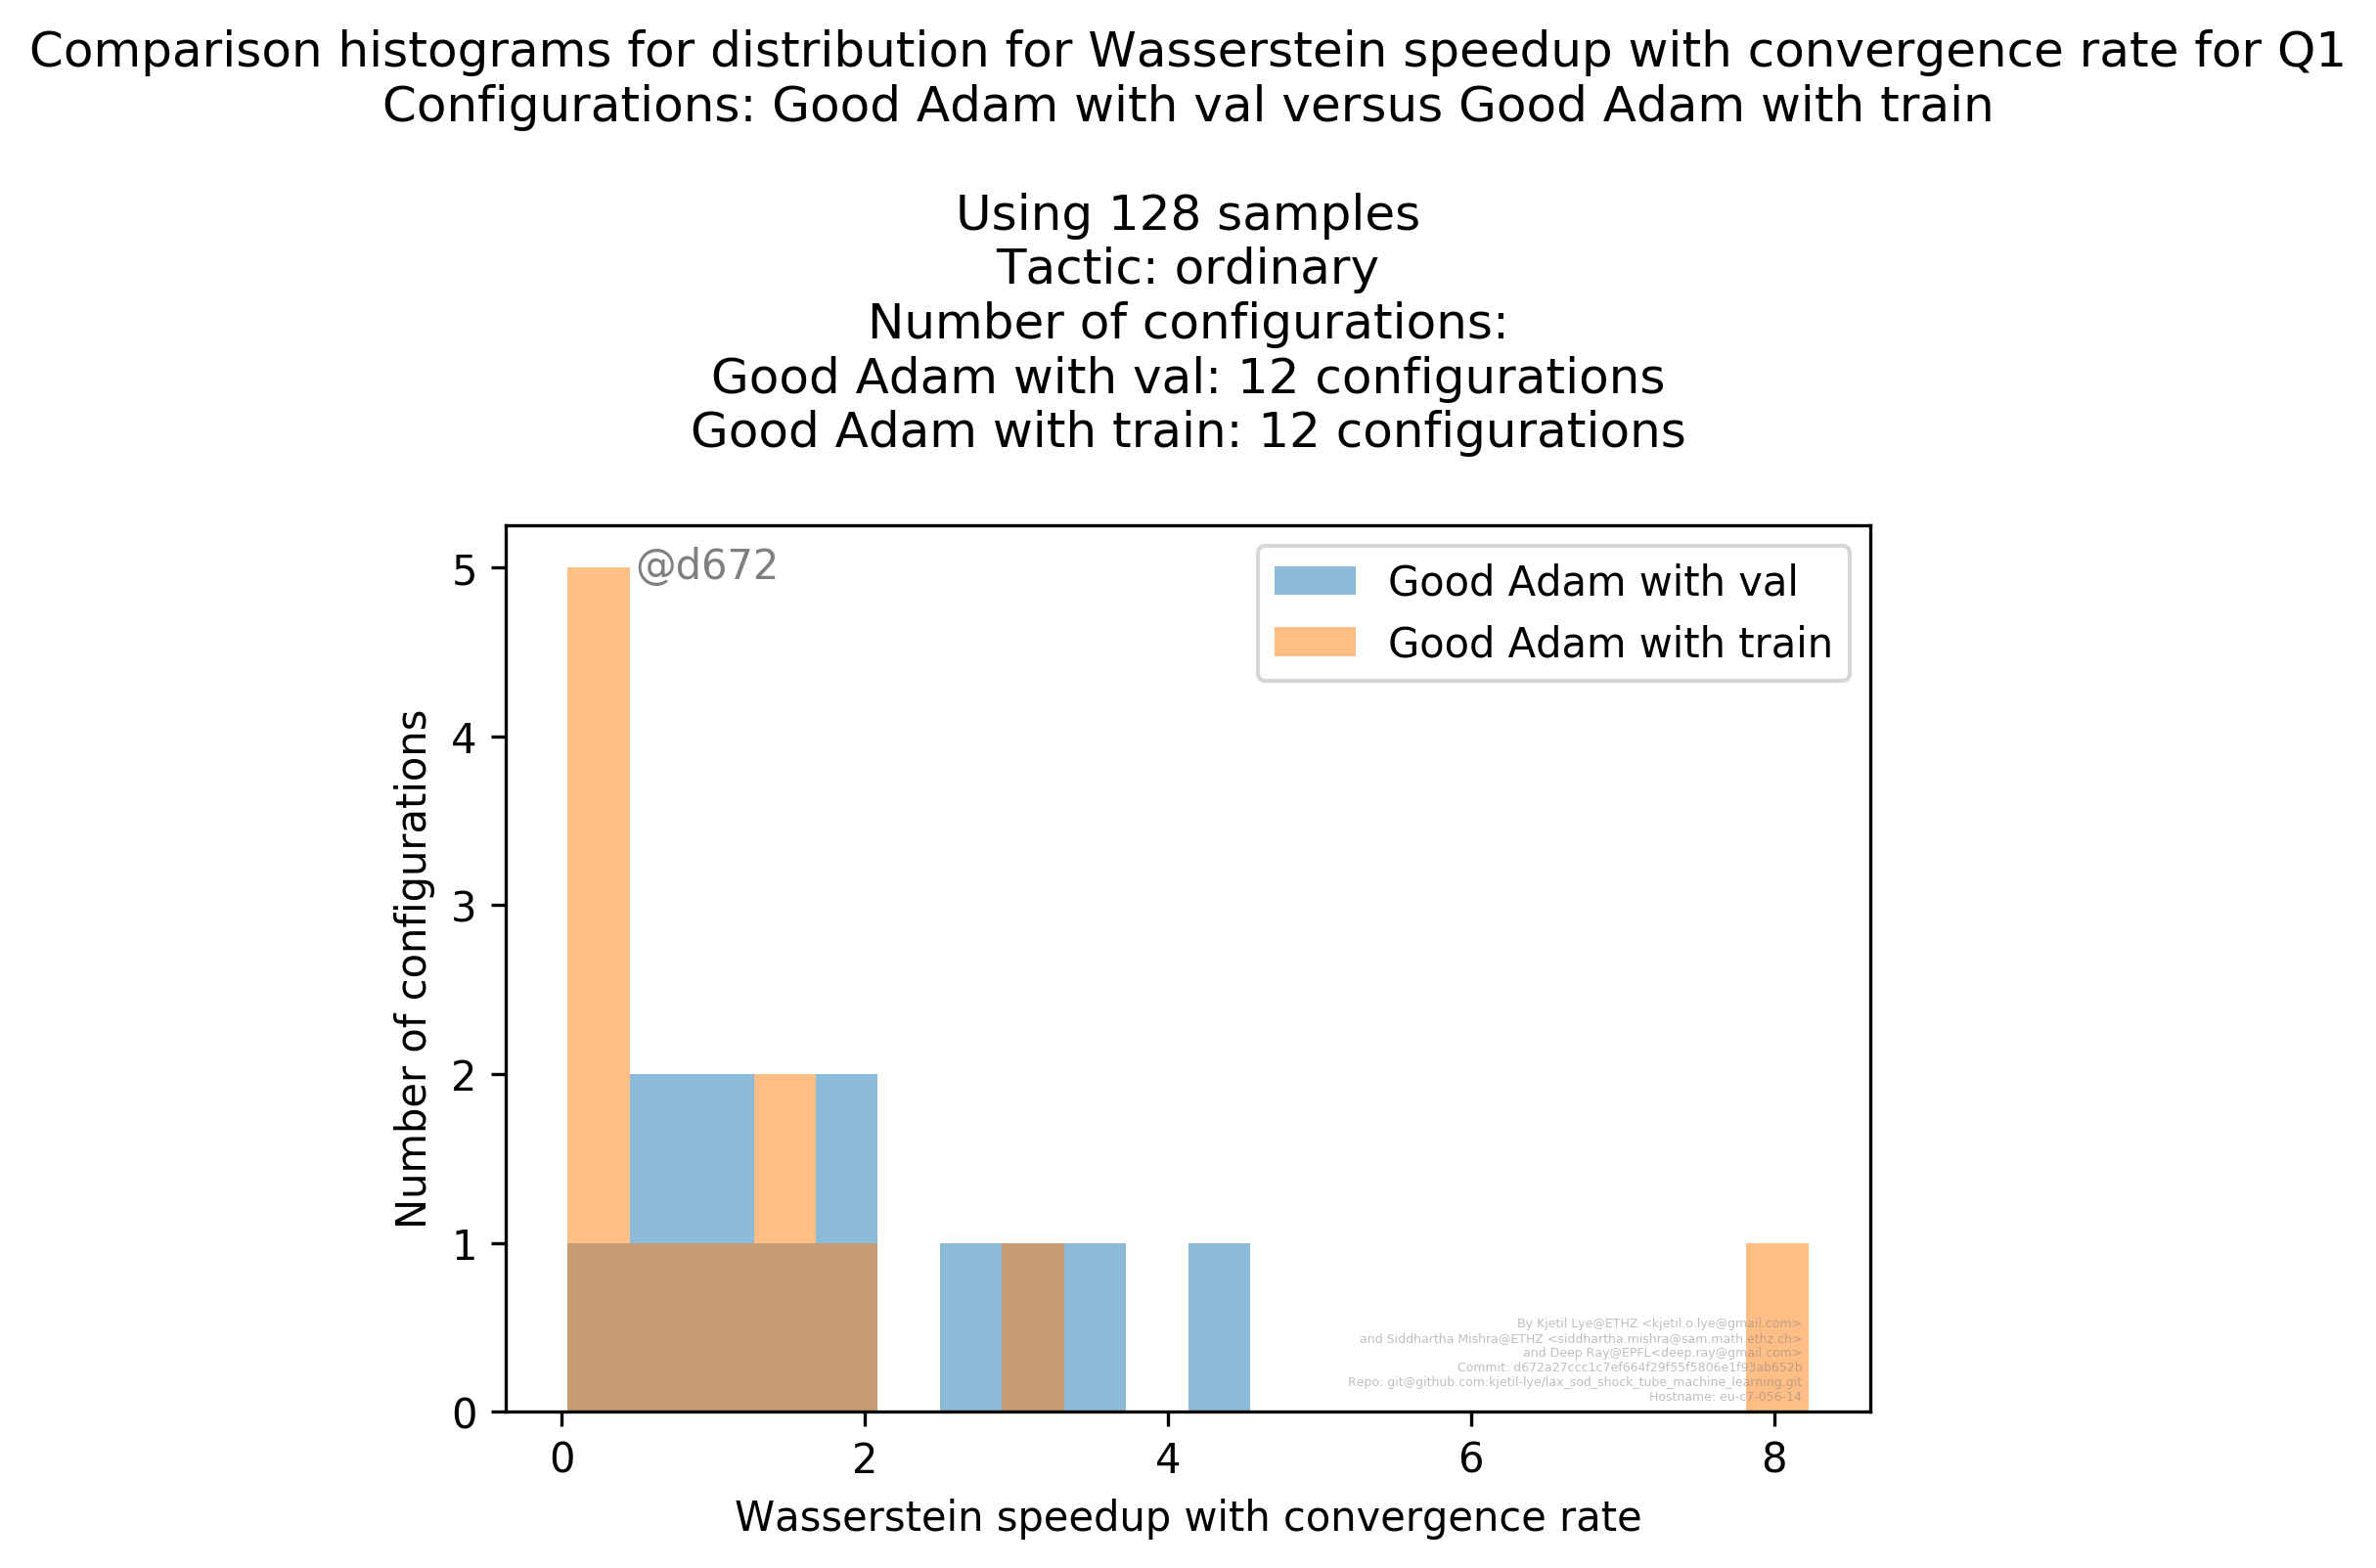 Comparison histograms for distribution for Wasserstein speedup with convergence rate for Q1
Configurations: Good Adam with val versus Good Adam with train
Using 128 samples
Tactic: ordinary
Number of configurations:
Good Adam with val: 12 configurations
Good Adam with train: 12 configurations
@d672
Good Adam with val
Good Adam with train
Number of configurations
5
4
3
2
1
0
By Kjetil Lye@ETHZ <kjetil.o.lye@gmail.com>
and Siddhartha Mishra@ETHZ <siddhartha.mishra@sam.math.ethz.ch>
and Deep Ray@EPFL<deep.ray@gmail.com>
Commit: d672a27ccc1c7ef664f29f55f5806e1f93ab652b
Repo: git@github.com:kjetil-lye/lax_sod_shock_tube_machine_learning.git
Hostname: eu-c7-056-14
0 2 4 6 8
Wasserstein speedup with convergence rate